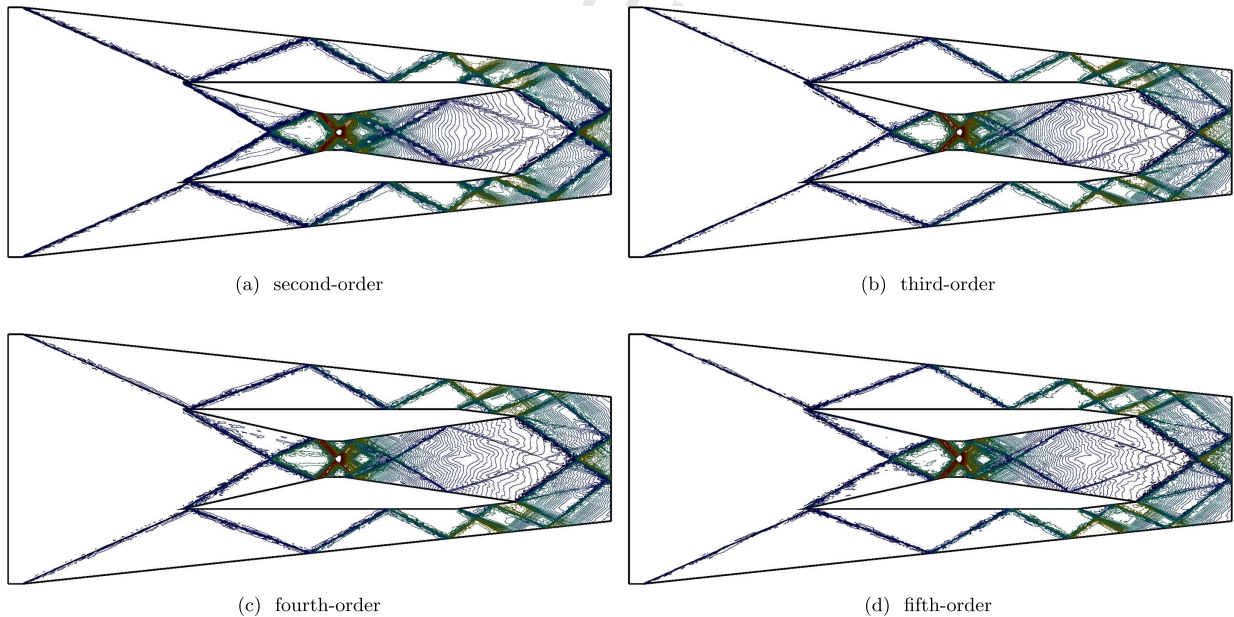 (a) second-order
(b) third-order
(c) fourth-order
(d) fifth-order